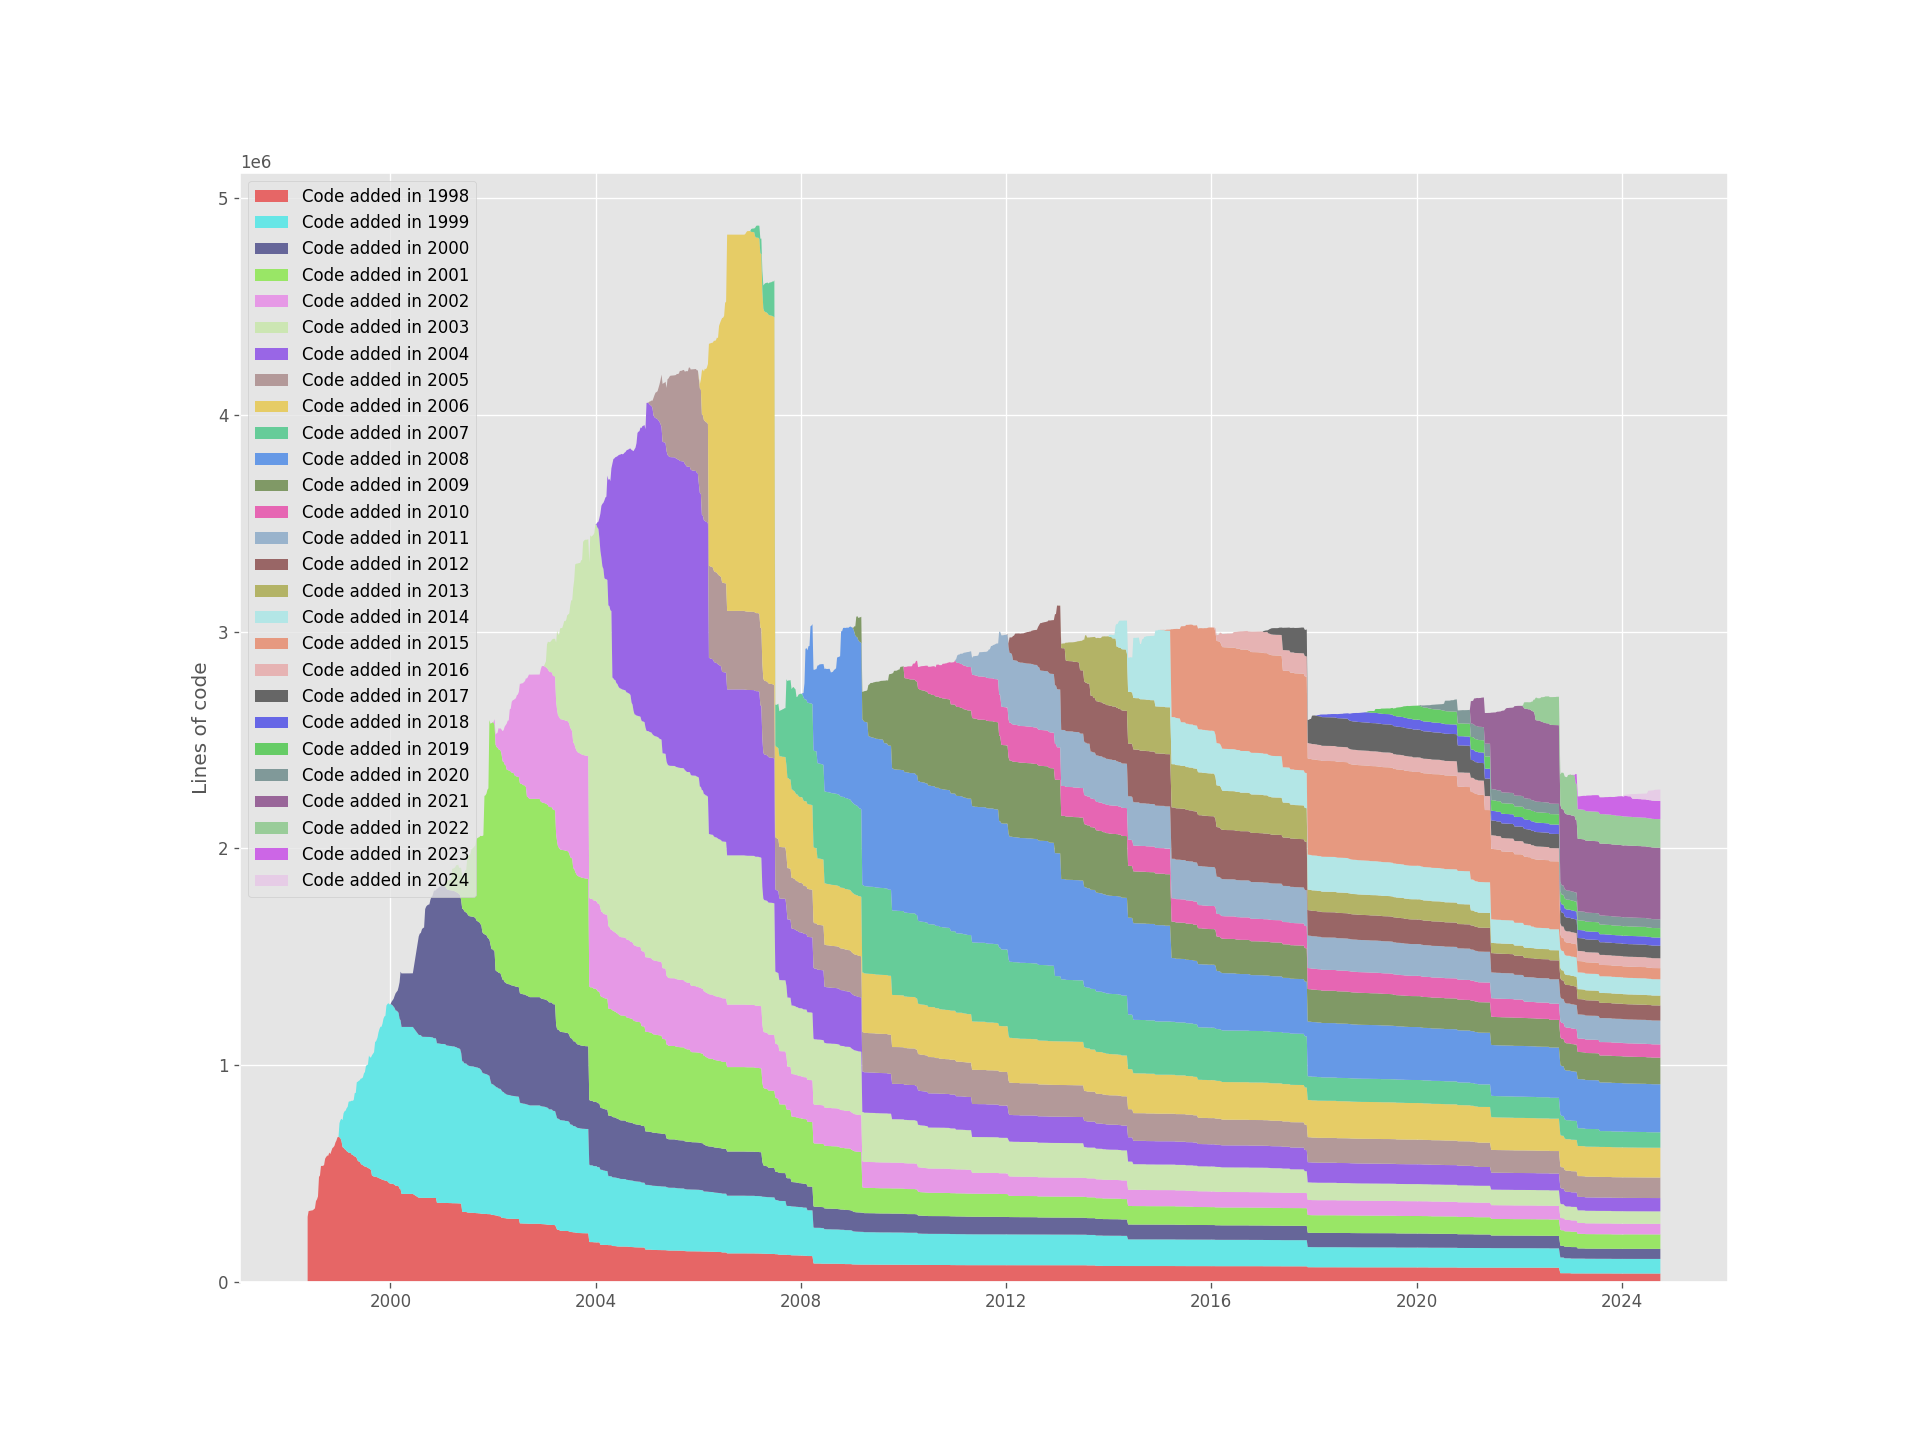 1e6
5
4
3
2
1
0
Lines of code
Code added in 1998
Code added in 1999
Code added in 2000
Code added in 2001
Code added in 2002
Code added in 2003
Code added in 2004
Code added in 2005
Code added in 2006
Code added in 2007
Code added in 2008
Code added in 2009
Code added in 2010
Code added in 2011
Code added in 2012
Code added in 2013
Code added in 2014
Code added in 2015
Code added in 2016
Code added in 2017
Code added in 2018
Code added in 2019
Code added in 2020
Code added in 2021
Code added in 2022
Code added in 2023
Code added in 2024
2000 2004 2008 2012 2016 2020 2024